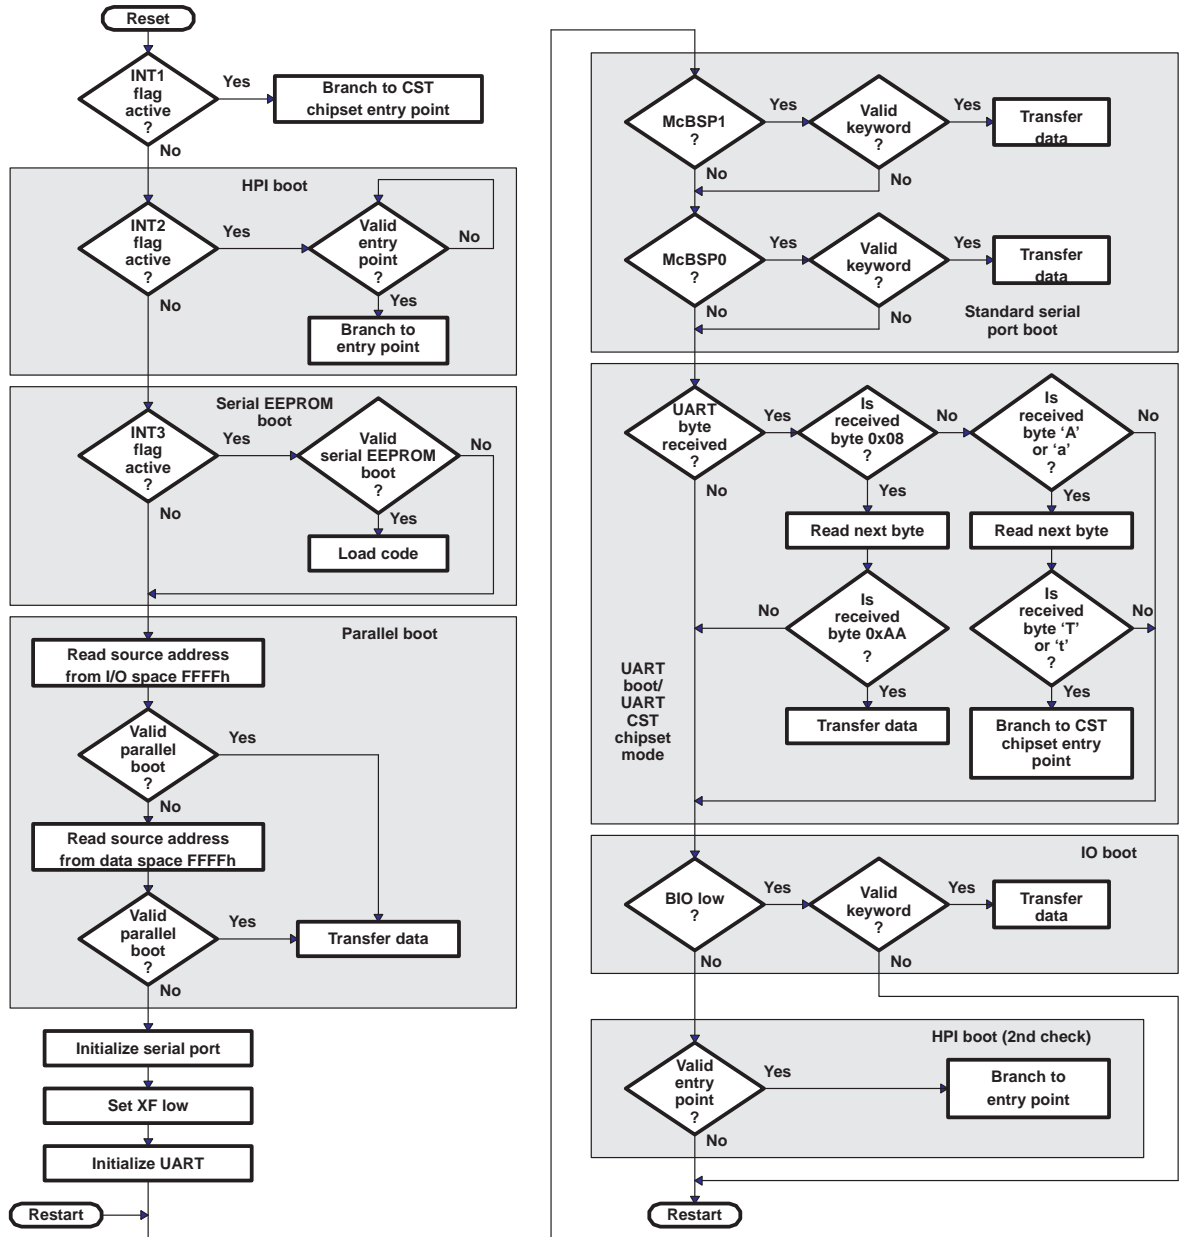 Reset
INT1
flag
active
?
Yes
Branch to CST
chipset entry point
No
HPI boot
INT2
flag
active
?
Yes
Valid
entry
point
?
No
Yes
No
Branch to
entry point
Serial EEPROM
boot
INT3
flag
active
?
Yes
Valid
serial EEPROM
boot
?
No
No
Yes
Load code
Parallel boot
Read source address
from I/O space FFFFh
Valid
parallel
boot
?
Yes
No
Read source address
from data space FFFFh
Valid
parallel
boot
?
Yes
Transfer data
No
Initialize serial port
Set XF low
Initialize UART
Restart
McBSP1
?
Yes
Valid
keyword
?
Yes
Transfer
data
No
No
McBSP0
?
Yes
Valid
keyword
?
Yes
Transfer
data
No
No
Standard serial
port boot
UART
byte
received
?
Yes
Is
received
byte 0x08
?
No
Is
received
byte ‘A’
or ‘a’
?
No
No
Yes
Yes
Read next byte
Read next byte
Is
received
byte 0xAA
?
No
Is
received
byte ‘T’
or ‘t’
?
No
UART
boot/
UART
CST
chipset
mode
Yes
Yes
Transfer data
Branch to CST
chipset entry
point
IO boot
BIO low
?
Yes
Valid
keyword
?
Yes
Transfer
data
No
No
HPI boot (2nd check)
Valid
entry
point
?
Yes
Branch to
entry point
No
Restart